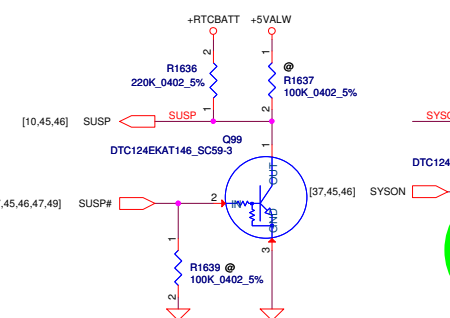 +RTCBATT +5VALW
2
1
@
R1636
220K_0402_5%
R1637
100K_0402_5%
1
2
[10,45,46] SUSP
SUSP
SYSO
Q99
DTC124EKAT146_SC59-3
1
OUT
DTC124
2
IN
GND
[37,45,46] SYSON
7,45,46,47,49] SUSP#
3
1
R1639 @
100K_0402_5%
2